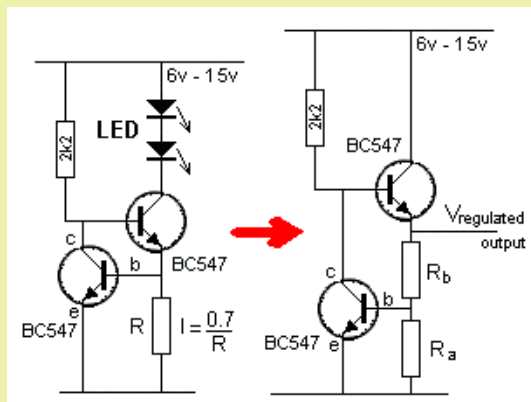 6v - 15v
LED
2k2
c
b
BC547
e
BC547
R
I = 0.7
R
6v - 15v
2k2
BC547
Vregulated
output
c
b
Rb
e
BC547
Ra